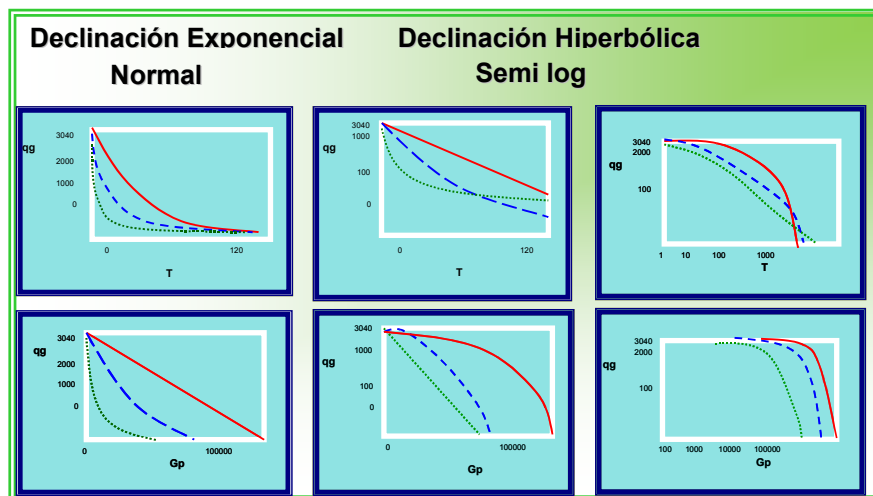 Declinación Exponencial
Normal
Declinación Hiperbólica
Semi log
qg
3040
2000
1000
0
0 120
T
qg
3040
1000
100
0
0 120
T
qg
3040
2000
100
1 10 100 1000
T
qg
3040
2000
1000
0
0 100000
Gp
qg
3040
1000
100
0
0 100000
Gp
qg
3040
2000
100
100 1000 10000 100000
Gp